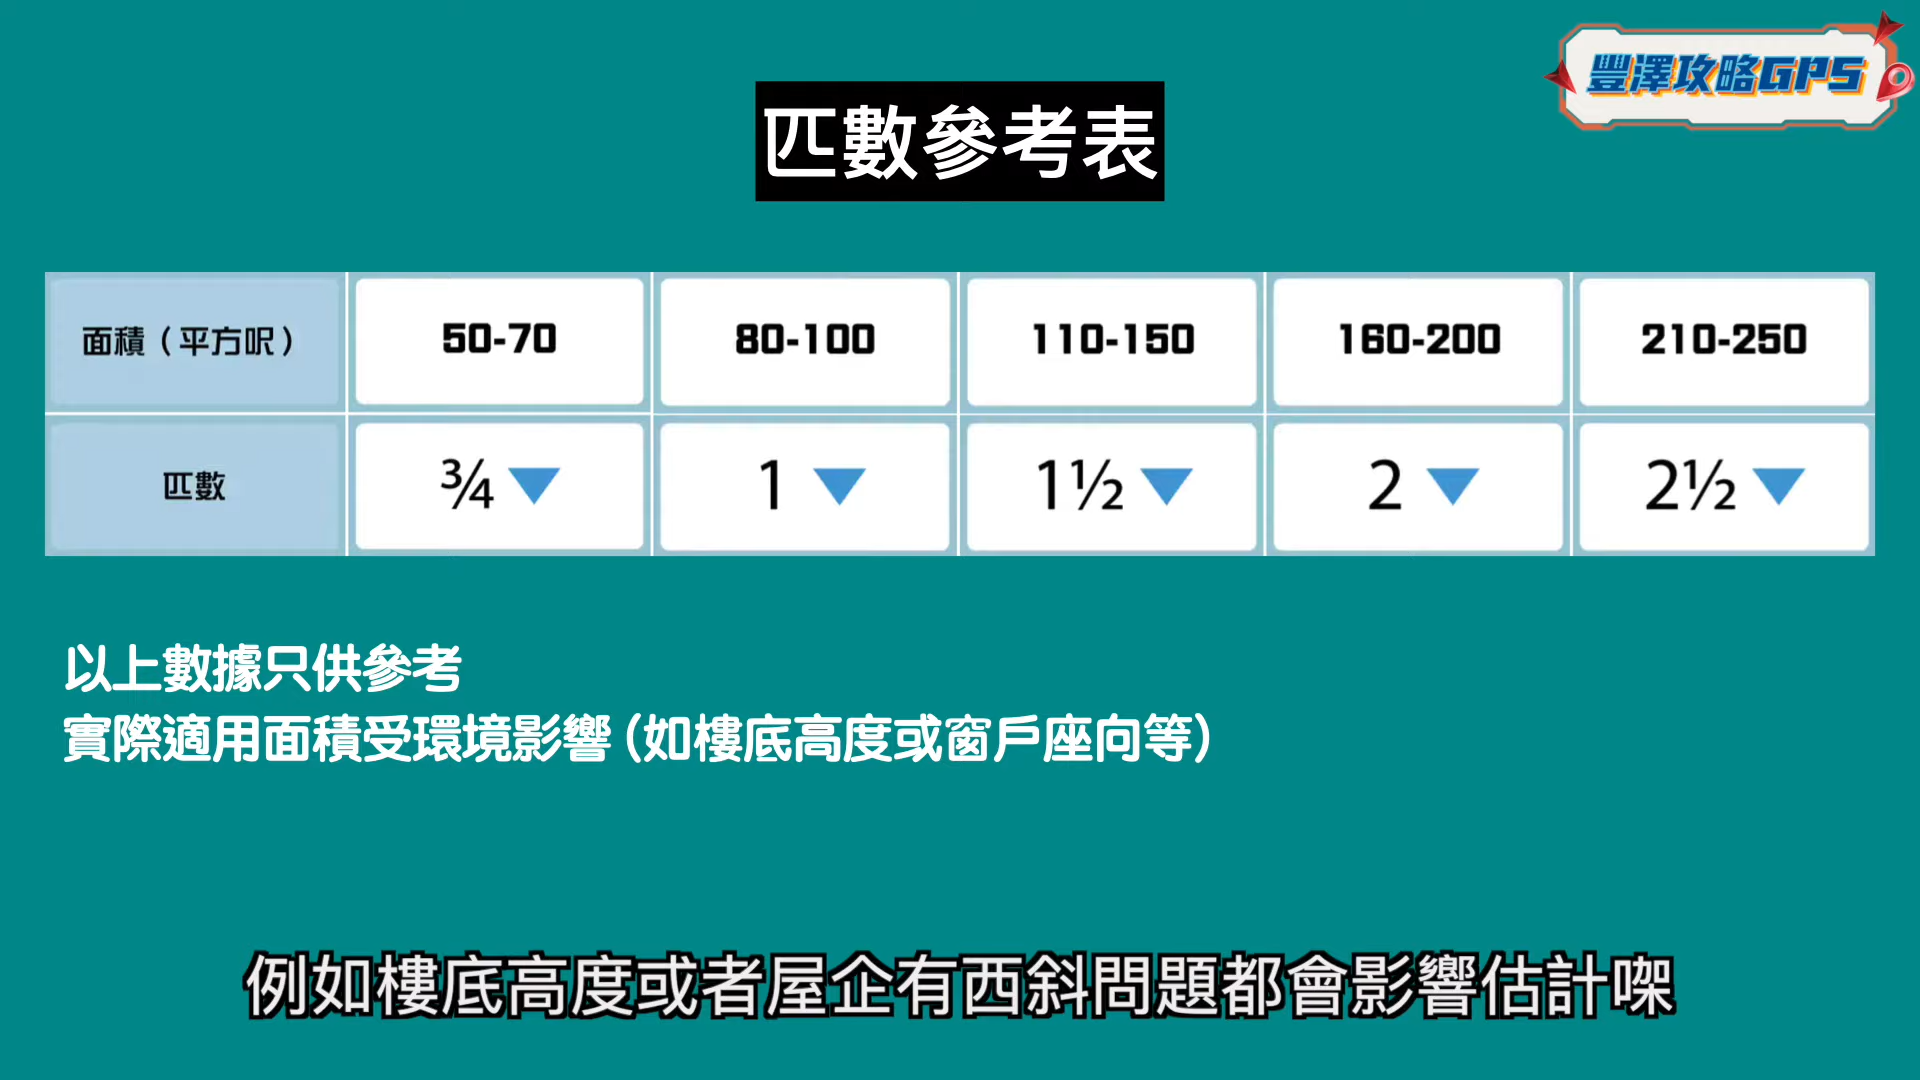 豐澤攻略GPS
匹數參考表
面積（平方呎） 50-70 80-100 110-150 160-200 210-250
匹數 ¾ 1 1½ 2 2½
以上數據只供參考
實際適用面積受環境影響(如樓底高度或窗戶座向等)
例如樓底高度或者屋企有西斜問題都會影響估計㗎